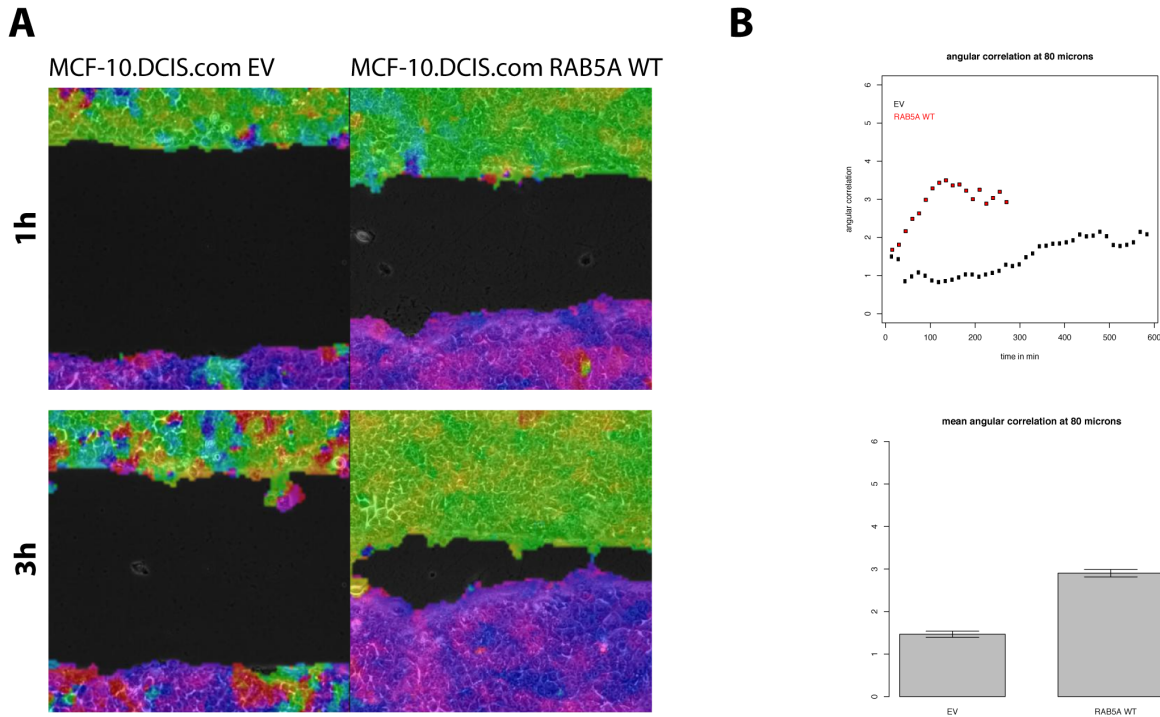 A
B
MCF-10.DCIS.com EV
MCF-10.DCIS.com RAB5A WT
1h
3h
angular correlation at 80 microns
EV
RAB5A WT
angular correlation
6
5
4
3
2
1
0
0 100 200 300 400 500 600
time in min
mean angular correlation at 80 microns
6
5
4
3
2
1
0
EV RAB5A WT